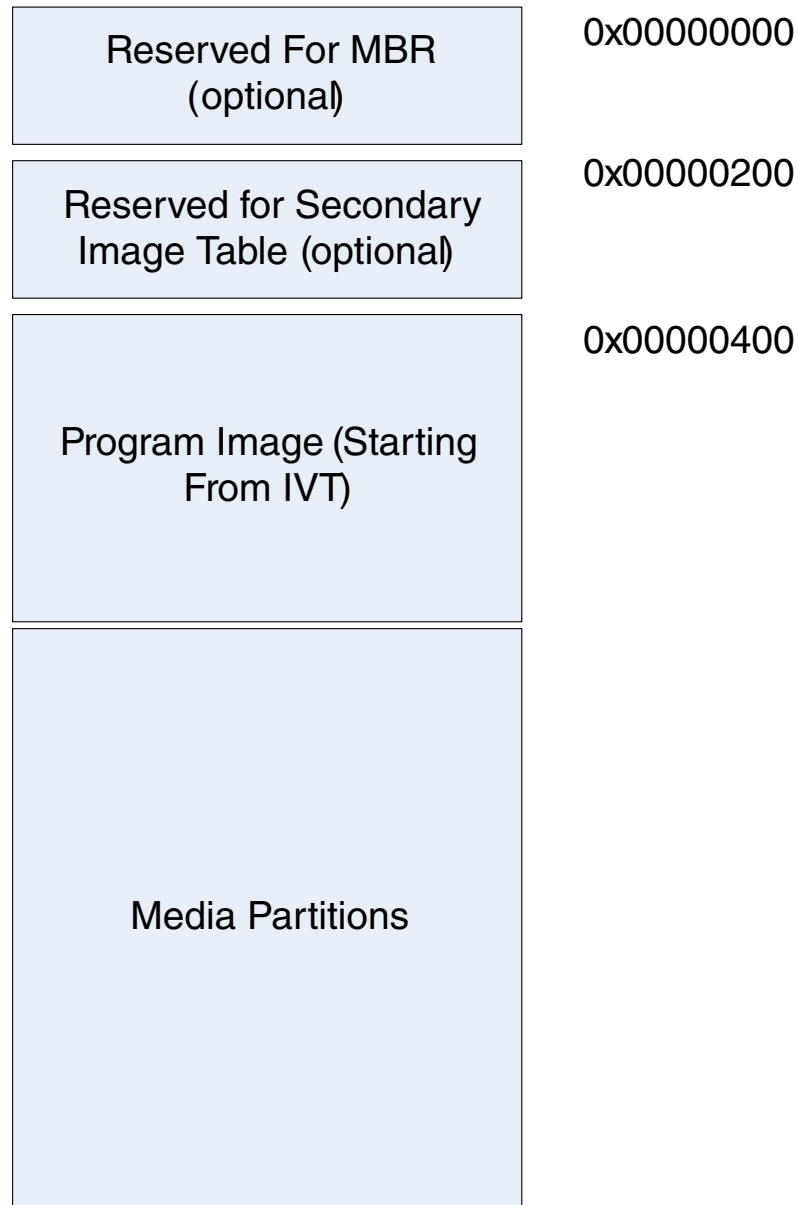 Reserved For MBR
(optional)
0x00000000
Reserved for Secondary
Image Table (optional)
0x00000200
Program Image (Starting
From IVT)
0x00000400
Media Partitions